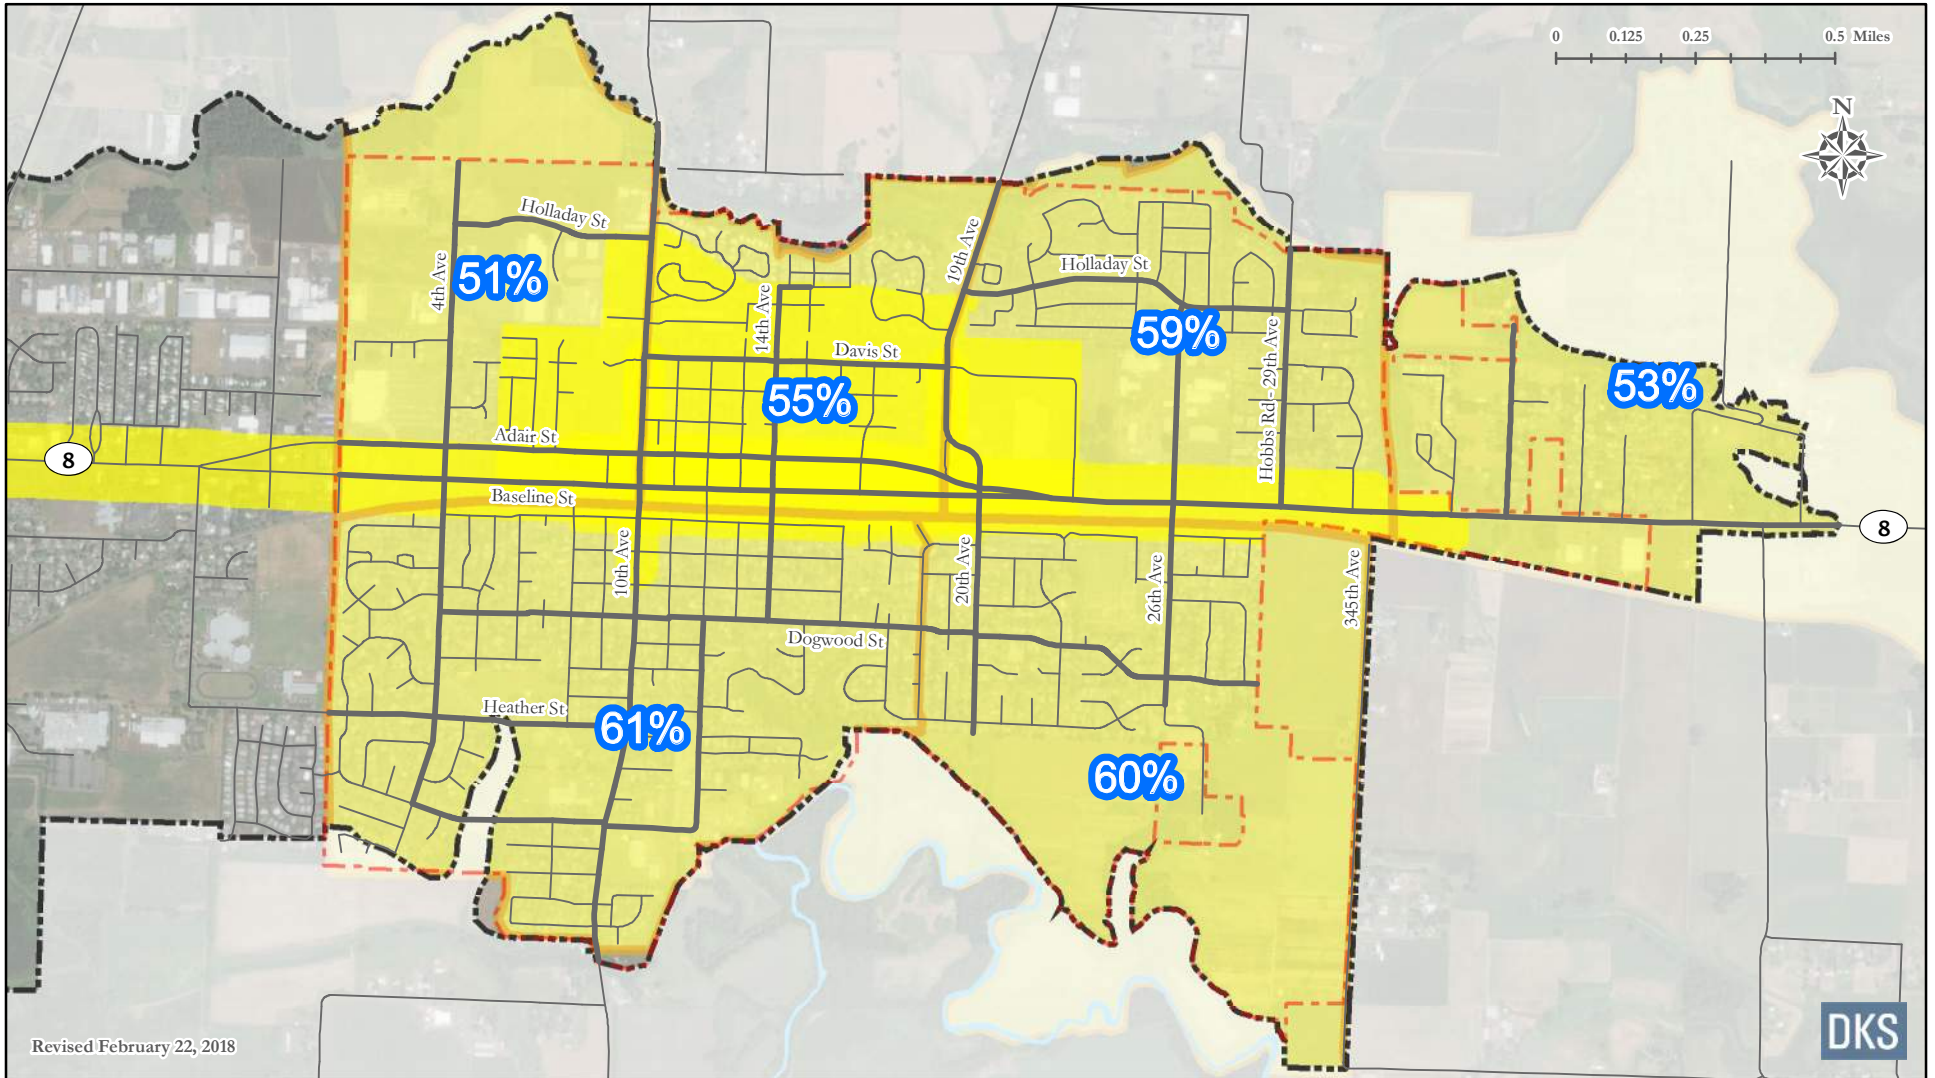 0 0.125 0.25 0.5 Miles
N
Holladay St
19th Ave
Holladay St
4th Ave
51%
14th Ave
59%
Hobbs Rd - 29th Ave
Davis St
53%
55%
Adair St
8
Baseline St
8
10th Ave
20th Ave
26th Ave
345th Ave
Dogwood St
Heather St
61%
60%
Revised February 22, 2018
DKS